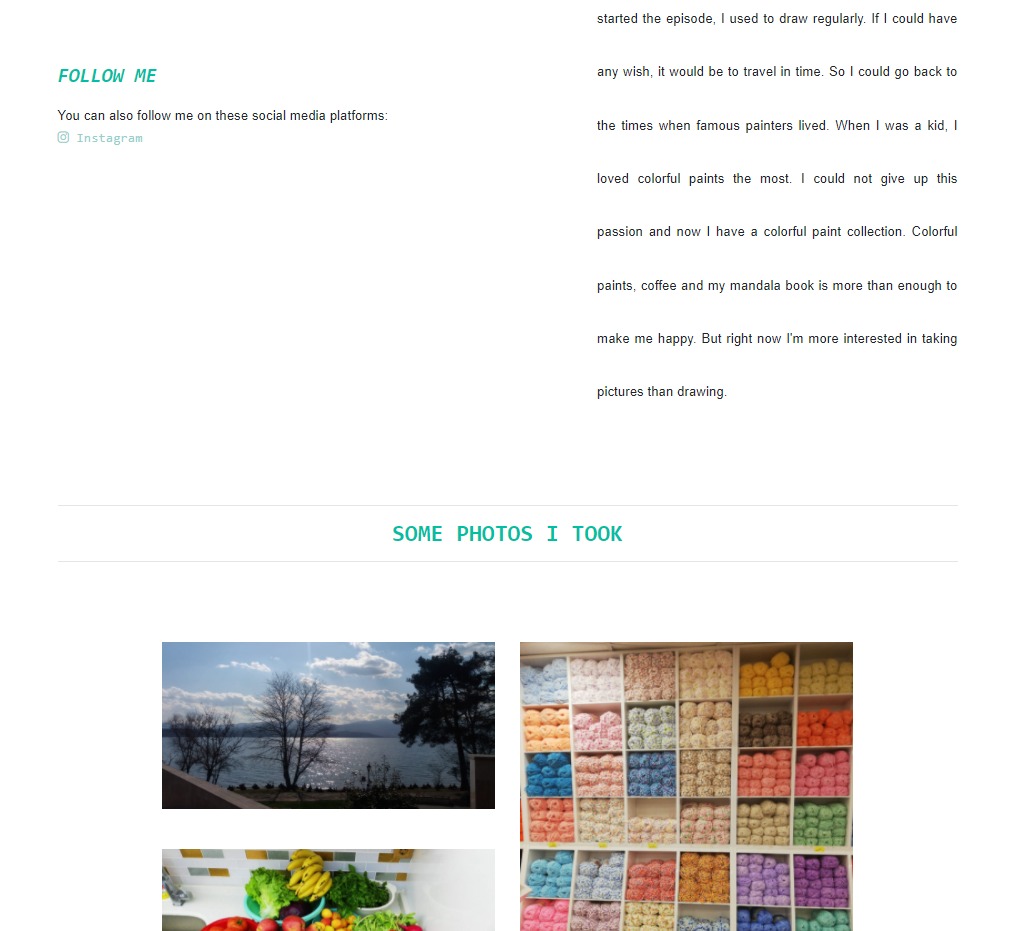 FOLLOW ME
You can also follow me on these social media platforms:
Instagram
started the episode, I used to draw regularly. If I could have
any wish, it would be to travel in time. So I could go back to
the times when famous painters lived. When I was a kid, I
loved colorful paints the most. I could not give up this
passion and now I have a colorful paint collection. Colorful
paints, coffee and my mandala book is more than enough to
make me happy. But right now I'm more interested in taking
pictures than drawing.
SOME PHOTOS I TOOK